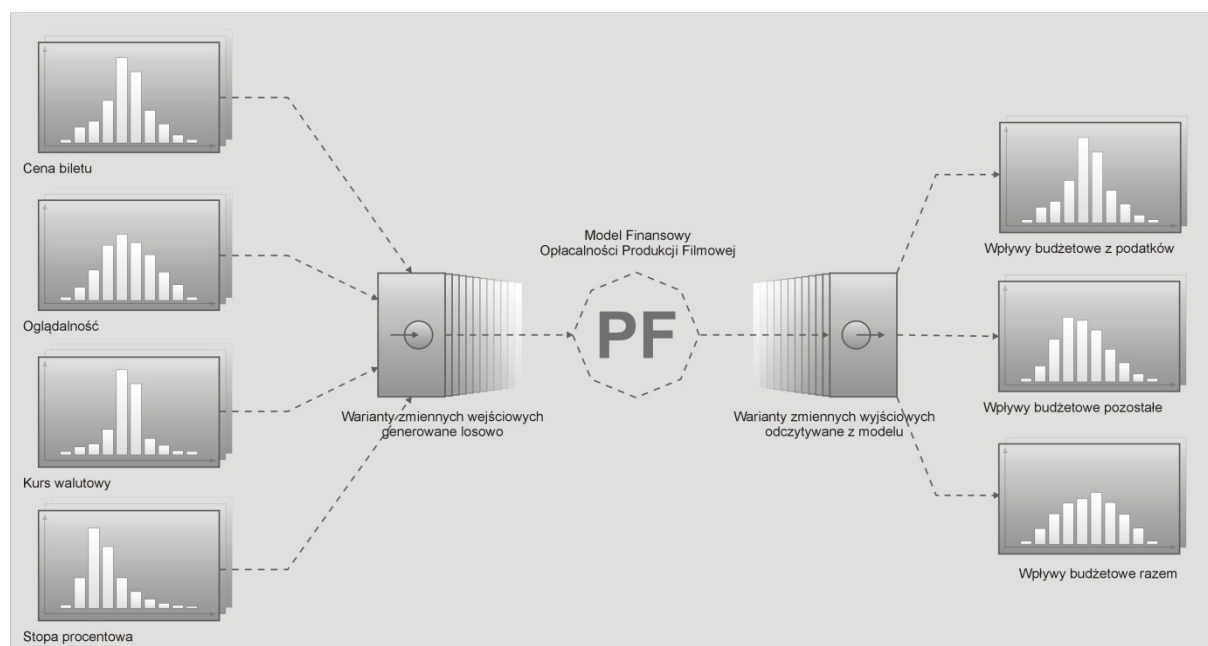 Cena biletu
Oglądalność
Kurs walutowy
Stopa procentowa
Warianty zmiennych wejściowych
generowane losowo
Model Finansowy
Opłacalności Produkcji Filmowej
PF
Warianty zmiennych wyjściowych
odczytywane z modelu
Wpływy budżetowe z podatków
Wpływy budżetowe pozostałe
Wpływy budżetowe razem